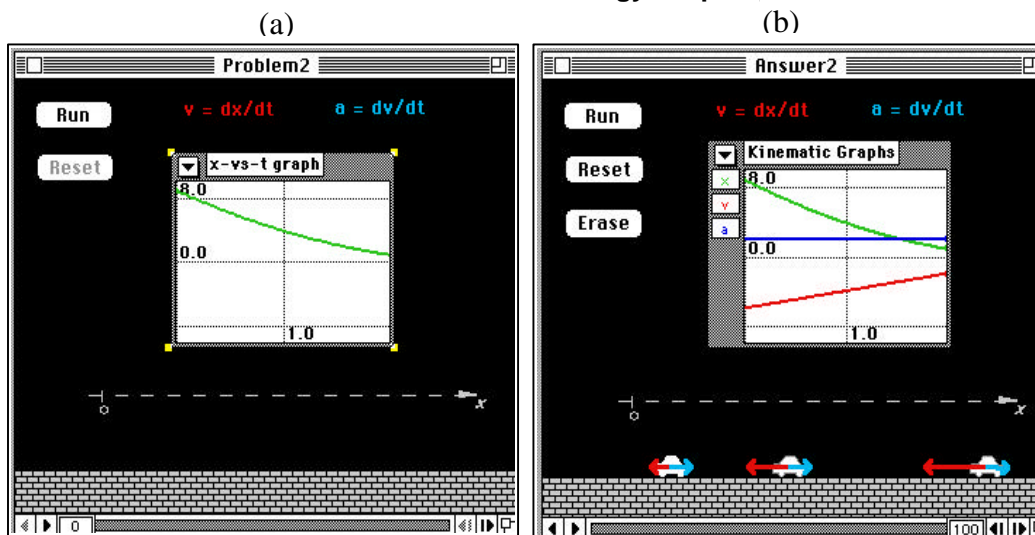 (a)
Problem2
Run
v = dx/dt
a = dv/dt
Reset
x-vs-t graph
8.0
0.0
1.0
o
x
0
(b)
Answer2
Run
v = dx/dt
a = dv/dt
Reset
Erase
Kinematic Graphs
x
v
a
8.0
0.0
1.0
o
x
100